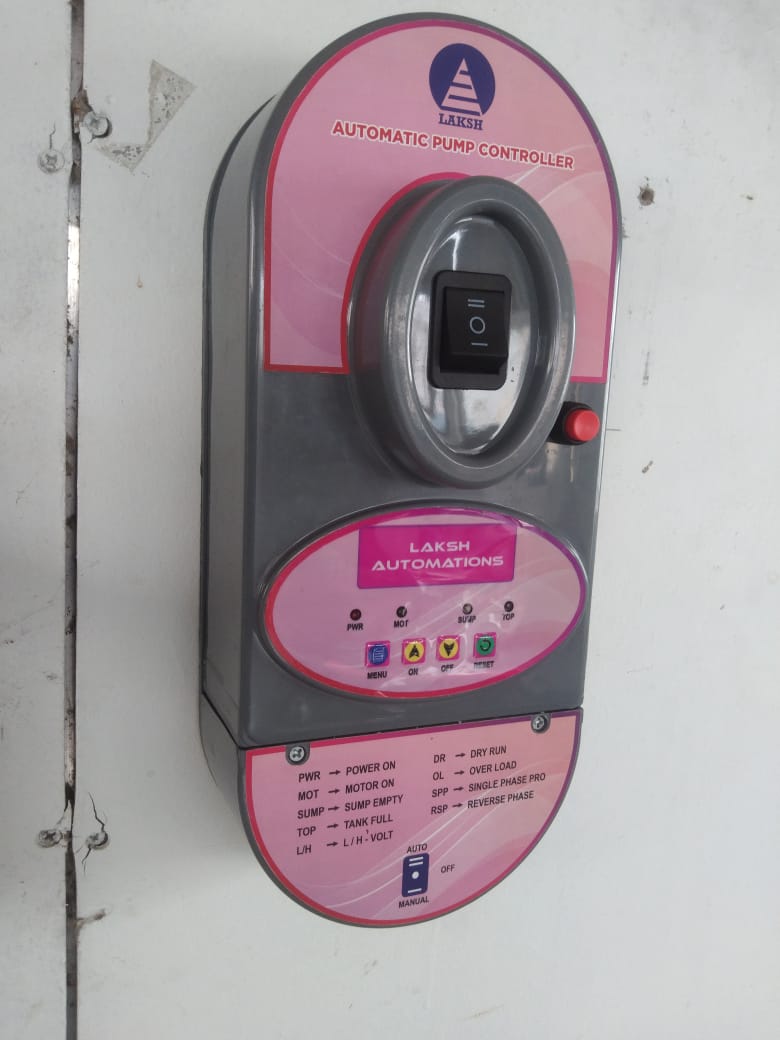 LAKSH
AUTOMATIC PUMP CONTROLLER
LAKSH
AUTOMATIONS
PWR MOT SUMP TOP
MENU ON OFF RESET
PWR → POWER ON
MOT → MOTOR ON
SUMP → SUMP EMPTY
TOP → TANK FULL
L/H → L / H - VOLT
DR → DRY RUN
OL → OVER LOAD
SPP → SINGLE PHASE PRO
RSP → REVERSE PHASE
AUTO
OFF
MANUAL